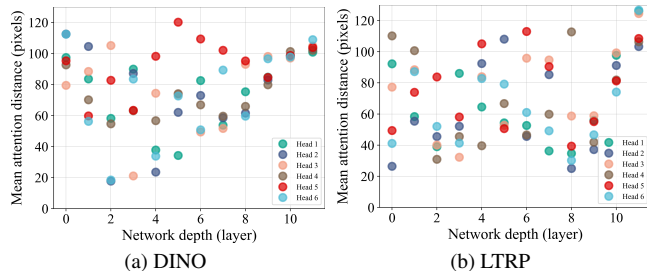 Mean attention distance (pixels)
140
120
100
80
60
40
20
0
0 2 4 6 8 10
Network depth (layer)
Head 1
Head 2
Head 3
Head 4
Head 5
Head 6
(a) DINO
Mean attention distance (pixels)
120
100
80
60
40
20
0
0 2 4 6 8 10
Network depth (layer)
Head 1
Head 2
Head 3
Head 4
Head 5
Head 6
(b) LTRP